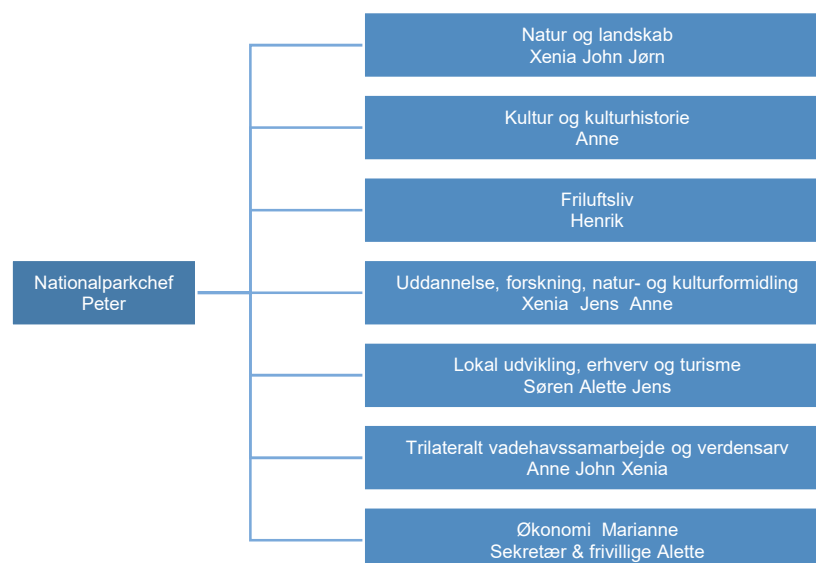 Natur og landskab
Xenia John Jørn
Kultur og kulturhistorie
Anne
Friluftsliv
Henrik
Nationalparkchef
Peter
Uddannelse, forskning, natur- og kulturformidling
Xenia  Jens  Anne
Lokal udvikling, erhverv og turisme
Søren Alette Jens
Trilateralt vadehavssamarbejde og verdensarv
Anne John Xenia
Økonomi  Marianne
Sekretær & frivillige Alette